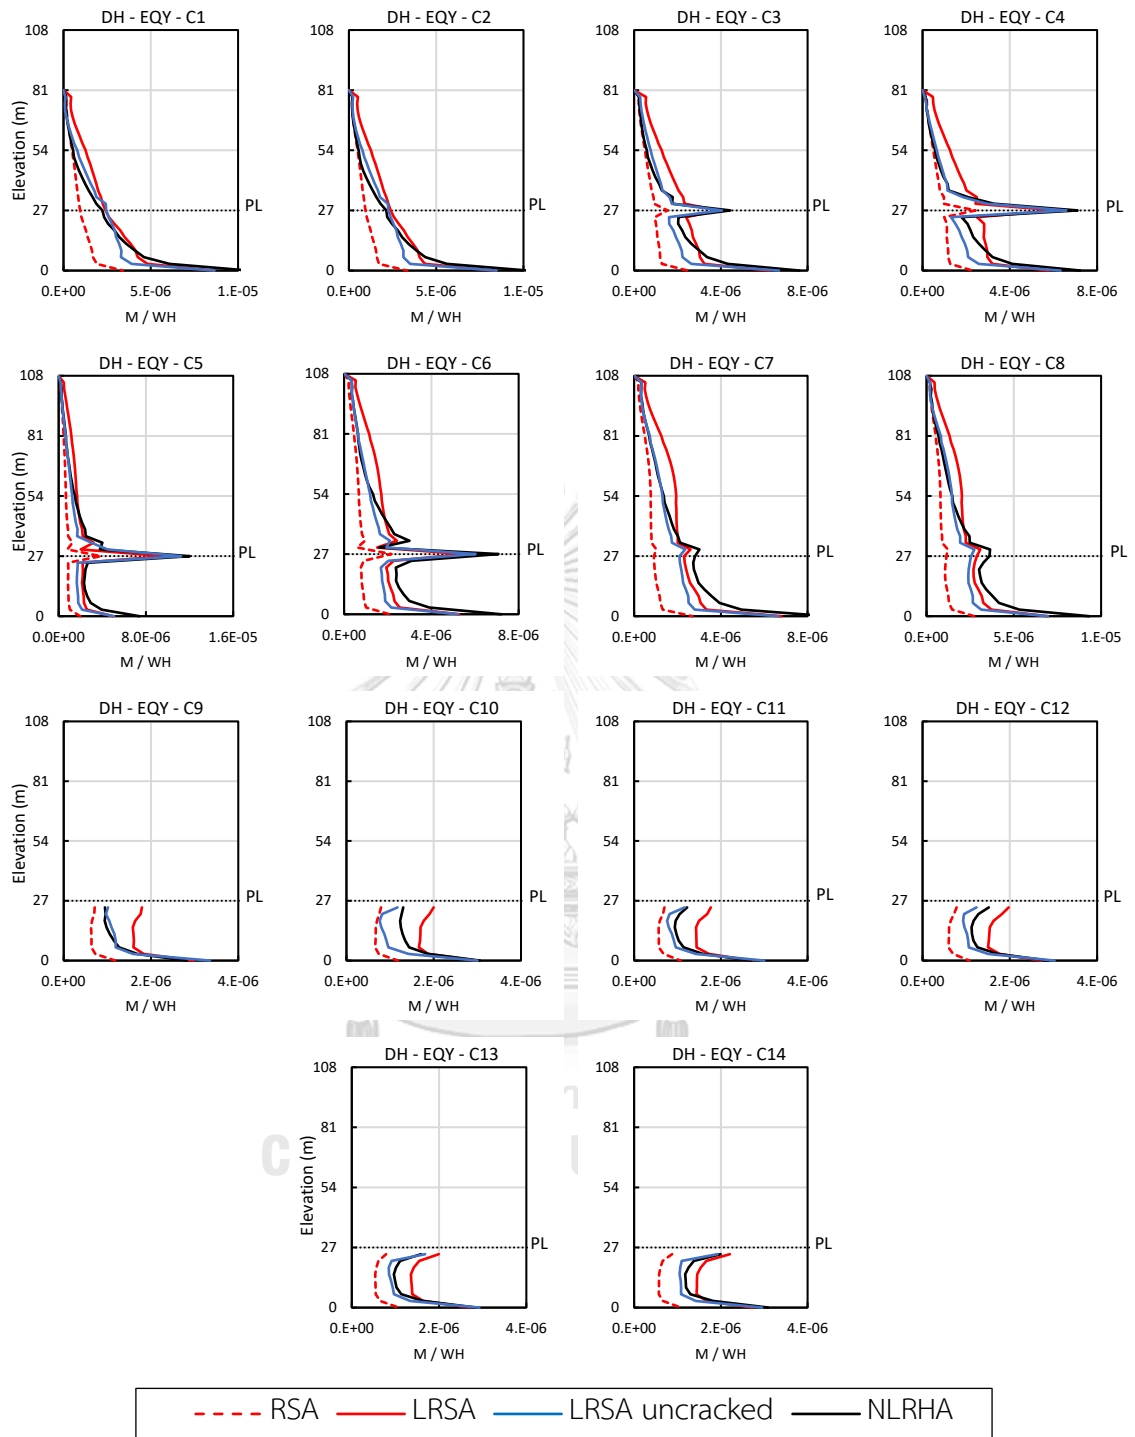 DH - EQY - C1 DH - EQY - C2 DH - EQY - C3 DH - EQY - C4
108 108 108 108
81 81 81 81
54 54 54 54
27 27 27 27
0 0 0 0
Elevation (m)
PL PL PL PL
0.E+00 5.E-06 1.E-05 0.E+00 5.E-06 1.E-05 0.E+00 4.E-06 8.E-06 0.E+00 4.E-06 8.E-06
M / WH M / WH M / WH M / WH
DH - EQY - C5 DH - EQY - C6 DH - EQY - C7 DH - EQY - C8
108 108 108 108
81 81 81 81
54 54 54 54
27 27 27 27
0 0 0 0
Elevation (m)
PL PL PL PL
0.0.E+00 8.0.E-06 1.6.E-05 0.E+00 4.E-06 8.E-06 0.E+00 4.E-06 8.E-06 0.E+00 5.E-06 1.E-05
M / WH M / WH M / WH M / WH
DH - EQY - C9 DH - EQY - C10 DH - EQY - C11 DH - EQY - C12
108 108 108 108
81 81 81 81
54 54 54 54
27 27 27 27
0 0 0 0
Elevation (m)
PL PL PL PL
0.E+00 2.E-06 4.E-06 0.E+00 2.E-06 4.E-06 0.E+00 2.E-06 4.E-06 0.E+00 2.E-06 4.E-06
M / WH M / WH M / WH M / WH
DH - EQY - C13 DH - EQY - C14
108 108
81 81
54 54
27 27
0 0
Elevation (m)
PL PL
0.E+00 2.E-06 4.E-06 0.E+00 2.E-06 4.E-06
M / WH M / WH
RSA LRSA LRSA uncracked NLRHA